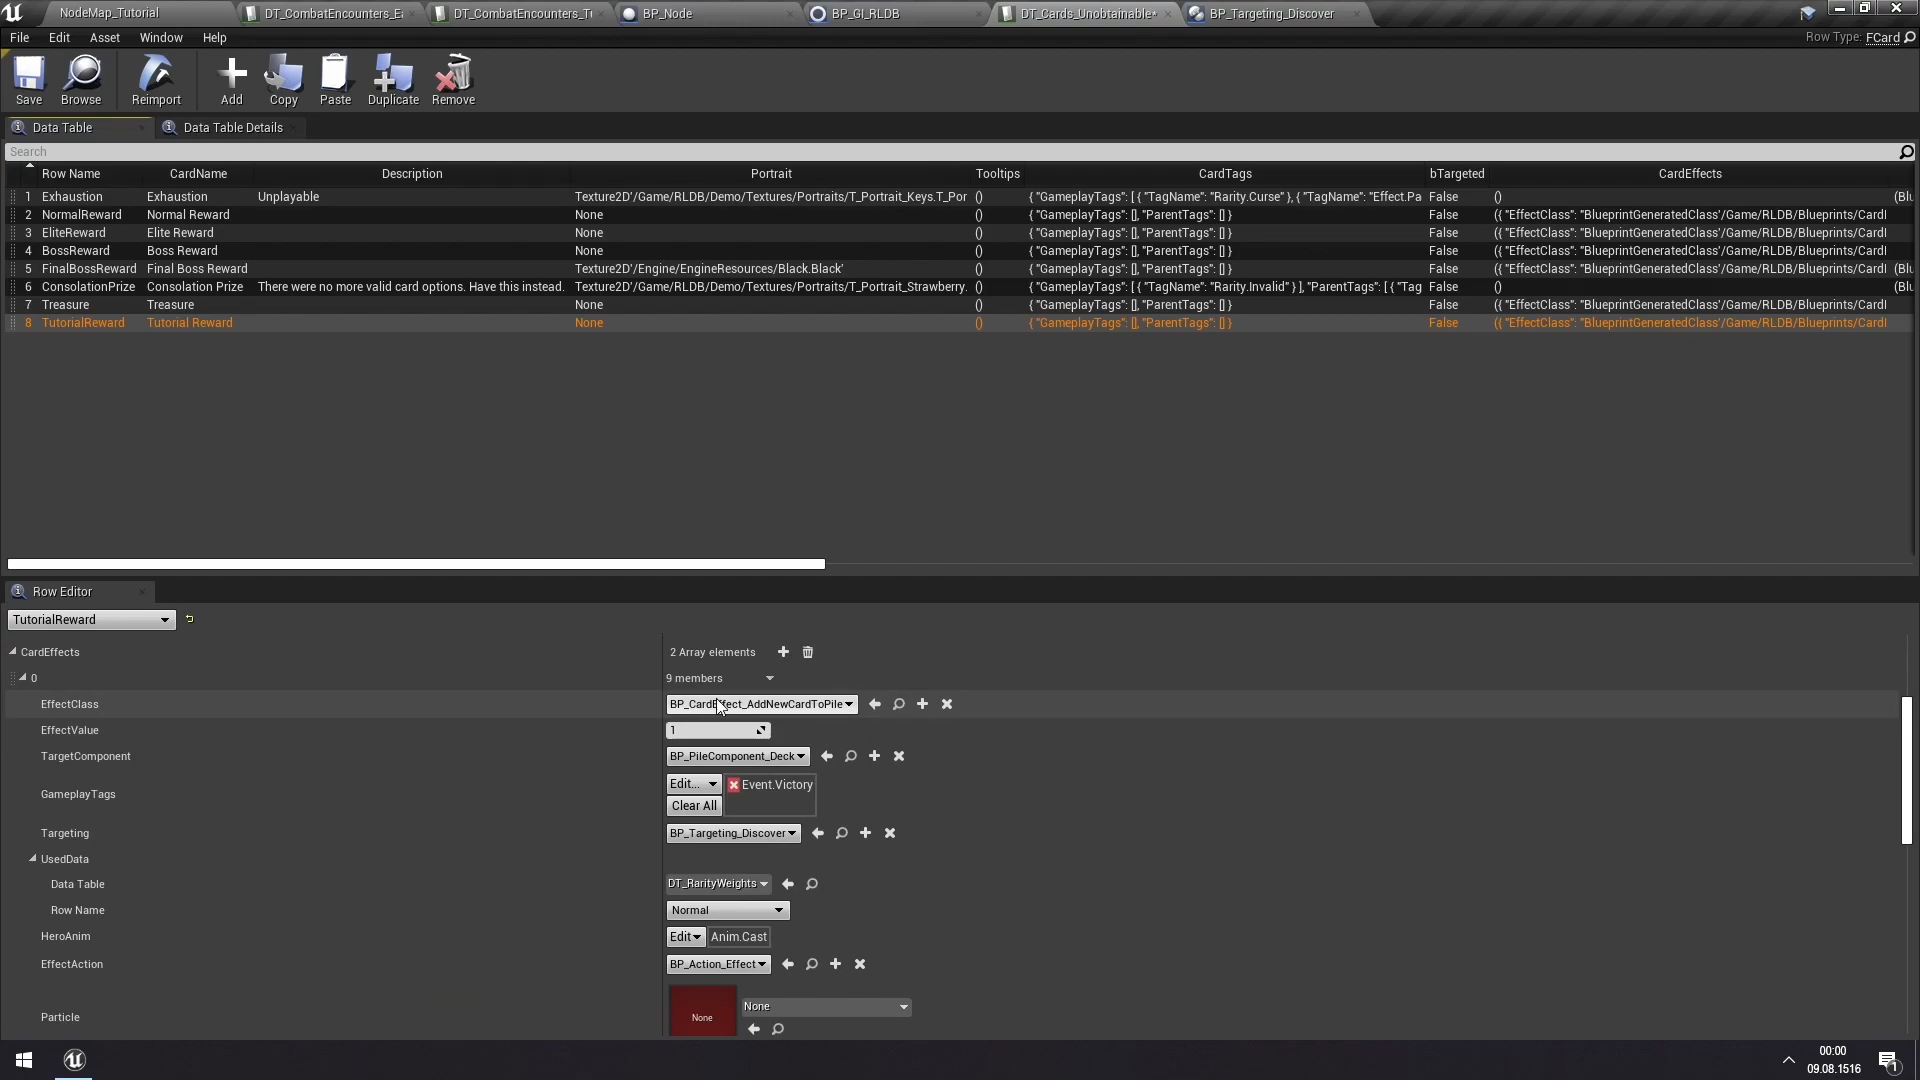 NodeMap_Tutorial DT_CombatEncounters_E DT_CombatEncounters_T BP_Node BP_GI_RLDB DT_Cards_Unobtainable* BP_Targeting_Discover
File Edit Asset Window Help Row Type: FCard
Save Browse Reimport Add Copy Paste Duplicate Remove
Data Table Data Table Details
Search
Row Name CardName Description Portrait Tooltips CardTags bTargeted CardEffects
1 Exhaustion Exhaustion Unplayable Texture2D'/Game/RLDB/Demo/Textures/Portraits/T_Portrait_Keys.T_Por () { "GameplayTags": [ { "TagName": "Rarity.Curse" }, { "TagName": "Effect.Pa False () (Blu
2 NormalReward Normal Reward None () { "GameplayTags": [], "ParentTags": [] } False ({ "EffectClass": "BlueprintGeneratedClass'/Game/RLDB/Blueprints/CardI
3 EliteReward Elite Reward None () { "GameplayTags": [], "ParentTags": [] } False ({ "EffectClass": "BlueprintGeneratedClass'/Game/RLDB/Blueprints/CardI
4 BossReward Boss Reward None () { "GameplayTags": [], "ParentTags": [] } False ({ "EffectClass": "BlueprintGeneratedClass'/Game/RLDB/Blueprints/CardI
5 FinalBossReward Final Boss Reward Texture2D'/Engine/EngineResources/Black.Black' () { "GameplayTags": [], "ParentTags": [] } False ({ "EffectClass": "BlueprintGeneratedClass'/Game/RLDB/Blueprints/CardI (Blu
6 ConsolationPrize Consolation Prize There were no more valid card options. Have this instead. Texture2D'/Game/RLDB/Demo/Textures/Portraits/T_Portrait_Strawberry. () { "GameplayTags": [ { "TagName": "Rarity.Invalid" } ], "ParentTags": [ { "Tag False () (Blu
7 Treasure Treasure None () { "GameplayTags": [], "ParentTags": [] } False ({ "EffectClass": "BlueprintGeneratedClass'/Game/RLDB/Blueprints/CardI
8 TutorialReward Tutorial Reward None () { "GameplayTags": [], "ParentTags": [] } False ({ "EffectClass": "BlueprintGeneratedClass'/Game/RLDB/Blueprints/CardI
Row Editor
TutorialReward
CardEffects 2 Array elements
0 9 members
EffectClass BP_CardEffect_AddNewCardToPile
EffectValue 1
TargetComponent BP_PileComponent_Deck
GameplayTags Edit... Event.Victory
Clear All
Targeting BP_Targeting_Discover
UsedData
Data Table DT_RarityWeights
Row Name Normal
HeroAnim Edit Anim.Cast
EffectAction BP_Action_Effect
Particle None None
00:00
09.08.1516
1